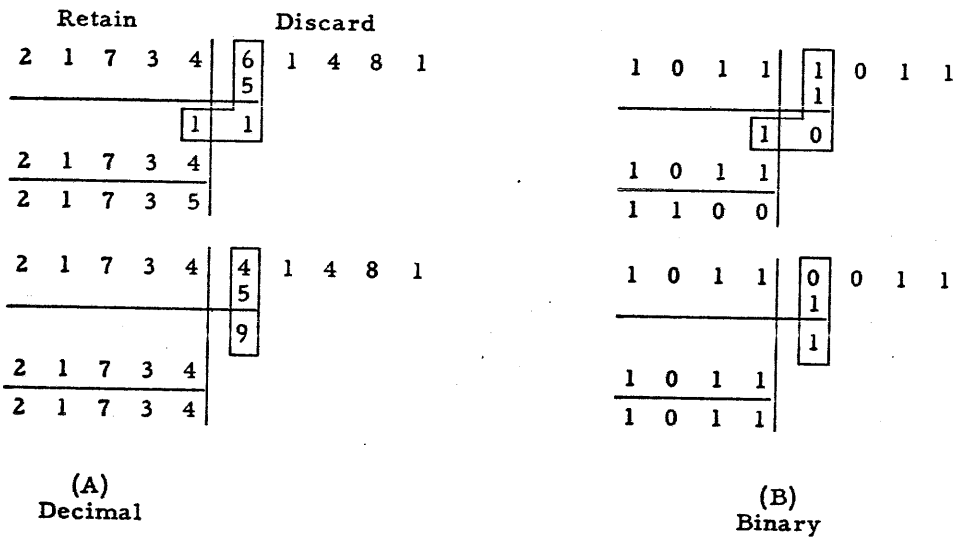 Retain Discard
2 1 7 3 4 6 1 4 8 1
5
1 1
2 1 7 3 4
2 1 7 3 5
2 1 7 3 4 4 1 4 8 1
5
9
2 1 7 3 4
2 1 7 3 4
(A)
Decimal
1 0 1 1 1 0 1 1
1
1 0
1 0 1 1
1 1 0 0
1 0 1 1 0 0 1 1
1
1
1 0 1 1
1 0 1 1
(B)
Binary